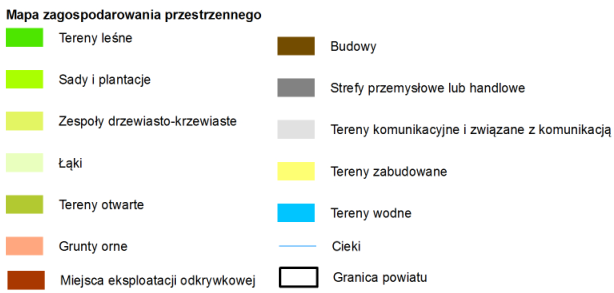 Mapa zagospodarowania przestrzennego
Tereny leśne
Sady i plantacje
Zespoły drzewiasto-krzewiaste
Łąki
Tereny otwarte
Grunty orne
Miejsca eksploatacji odkrywkowej
Budowy
Strefy przemysłowe lub handlowe
Tereny komunikacyjne i związane z komunikacją
Tereny zabudowane
Tereny wodne
Cieki
Granica powiatu